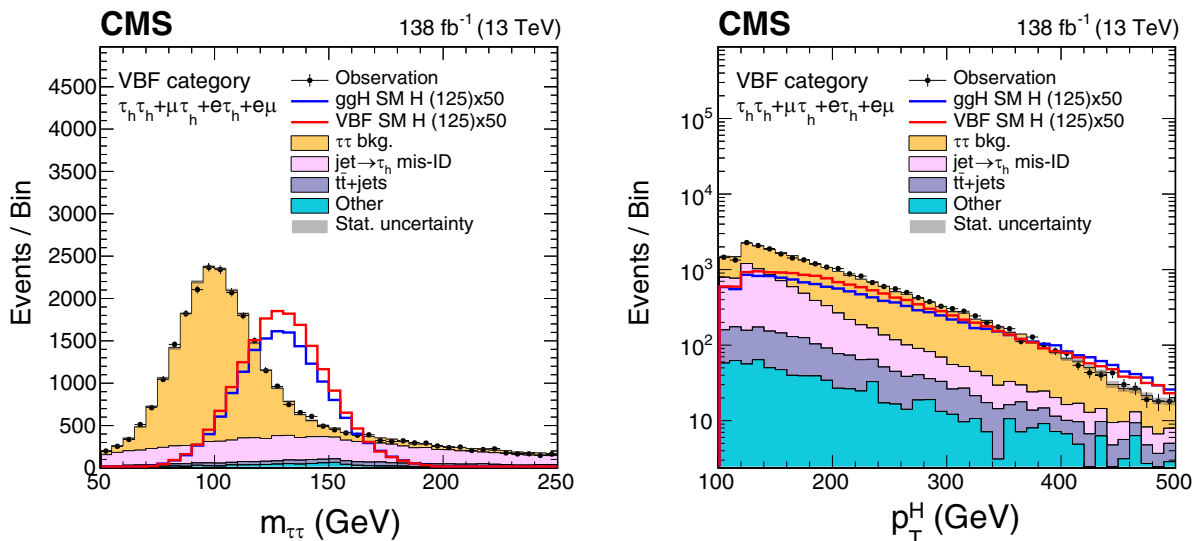 CMS
138 fb⁻¹ (13 TeV)
VBF category
τₕτₕ+μτₕ+eτₕ+eμ
Observation
ggH SM H (125)x50
VBF SM H (125)x50
ττ bkg.
jet→τₕ mis-ID
tt̄+jets
Other
Stat. uncertainty
Events / Bin
4500
4000
3500
3000
2500
2000
1500
1000
500
0
50 100 150 200 250
m_ττ (GeV)
CMS
138 fb⁻¹ (13 TeV)
VBF category
τₕτₕ+μτₕ+eτₕ+eμ
Observation
ggH SM H (125)x50
VBF SM H (125)x50
ττ bkg.
jet→τₕ mis-ID
tt̄+jets
Other
Stat. uncertainty
Events / Bin
10⁵
10⁴
10³
10²
10
100 200 300 400 500
p_T^H (GeV)